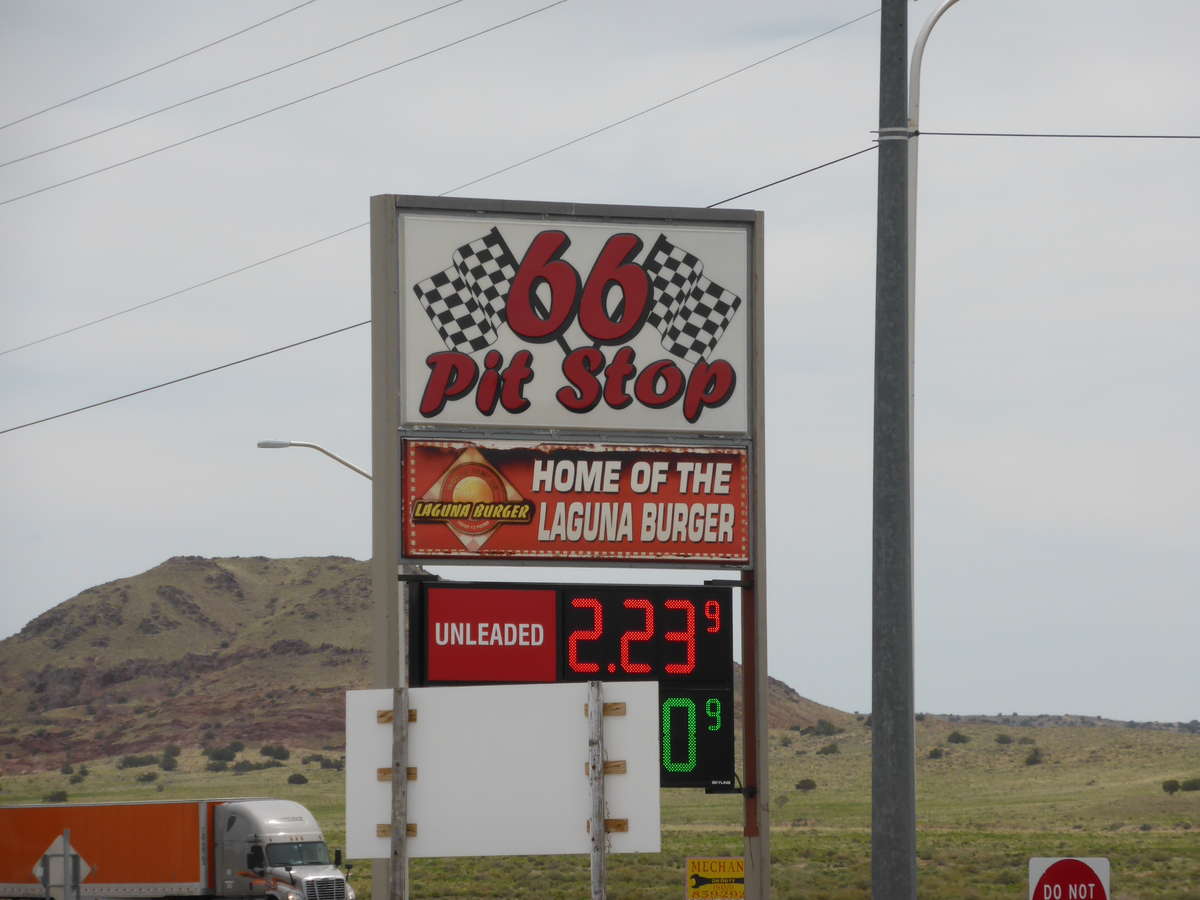 66
Pit Stop
LAGUNA BURGER
HOME OF THE
LAGUNA BURGER
UNLEADED
2.23 9
0 9
SKYLINE
MECHAN
DO NOT